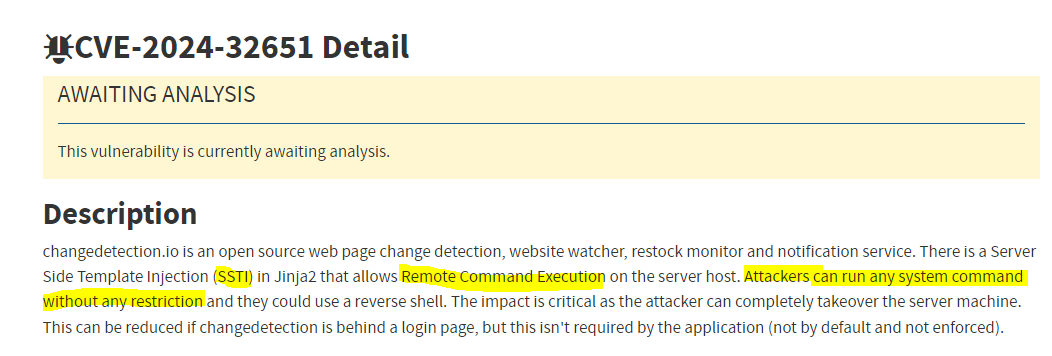 CVE-2024-32651 Detail
AWAITING ANALYSIS
This vulnerability is currently awaiting analysis.
Description
changedetection.io is an open source web page change detection, website watcher, restock monitor and notification service. There is a Server
Side Template Injection (SSTI) in Jinja2 that allows Remote Command Execution on the server host. Attackers can run any system command
without any restriction and they could use a reverse shell. The impact is critical as the attacker can completely takeover the server machine.
This can be reduced if changedetection is behind a login page, but this isn't required by the application (not by default and not enforced).